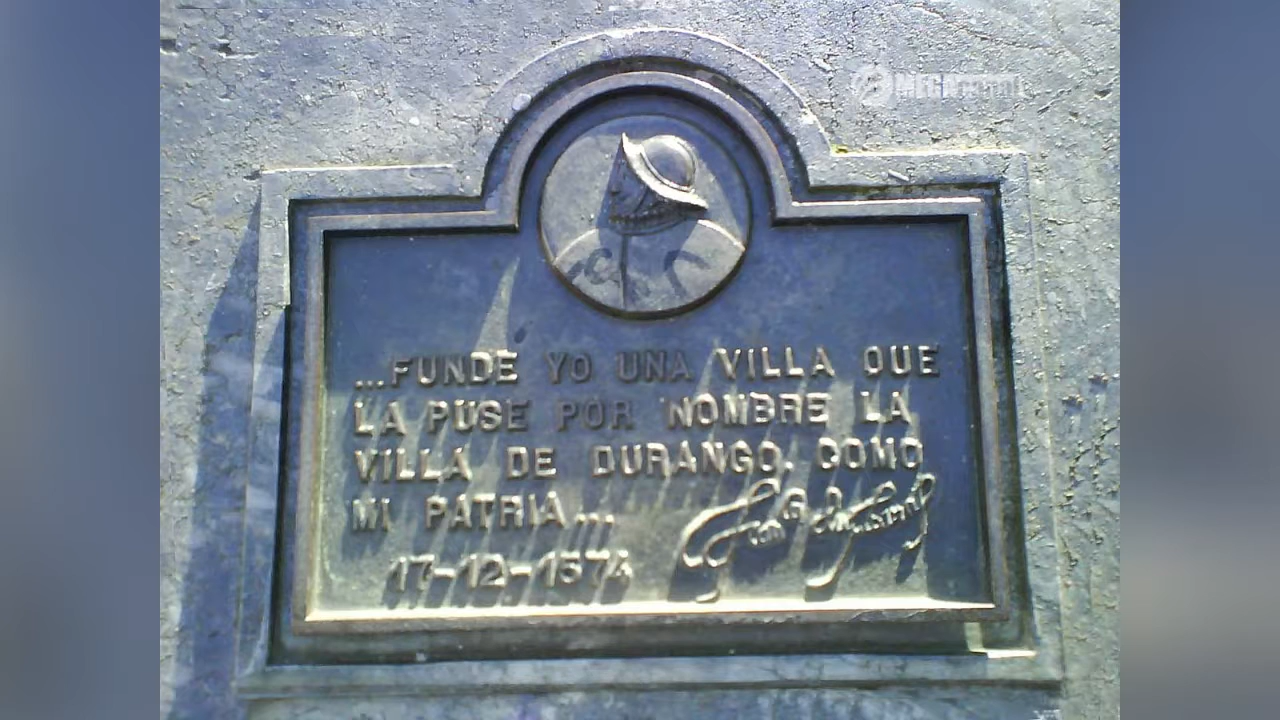 ...FUNDE YO UNA VILLA QUE
LA PUSE POR NOMBRE LA
VILLA DE DURANGO, COMO
MI PATRIA...
17-12-1574